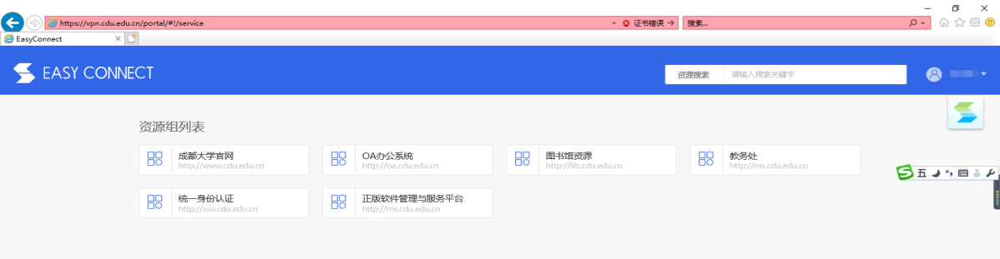 https://vpn.cdu.edu.cn/portal/#!/service
证书错误
搜索...
EasyConnect
EASY CONNECT
资源搜索
请输入搜索关键字
资源组列表
成都大学官网
http://www.cdu.edu.cn
OA办公系统
http://oa.cdu.edu.cn
图书馆资源
http://lib.cdu.edu.cn
教务处
http://ms.cdu.edu.cn
统一身份认证
http://sso.cdu.edu.cn
正版软件管理与服务平台
http://ms.cdu.edu.cn
五